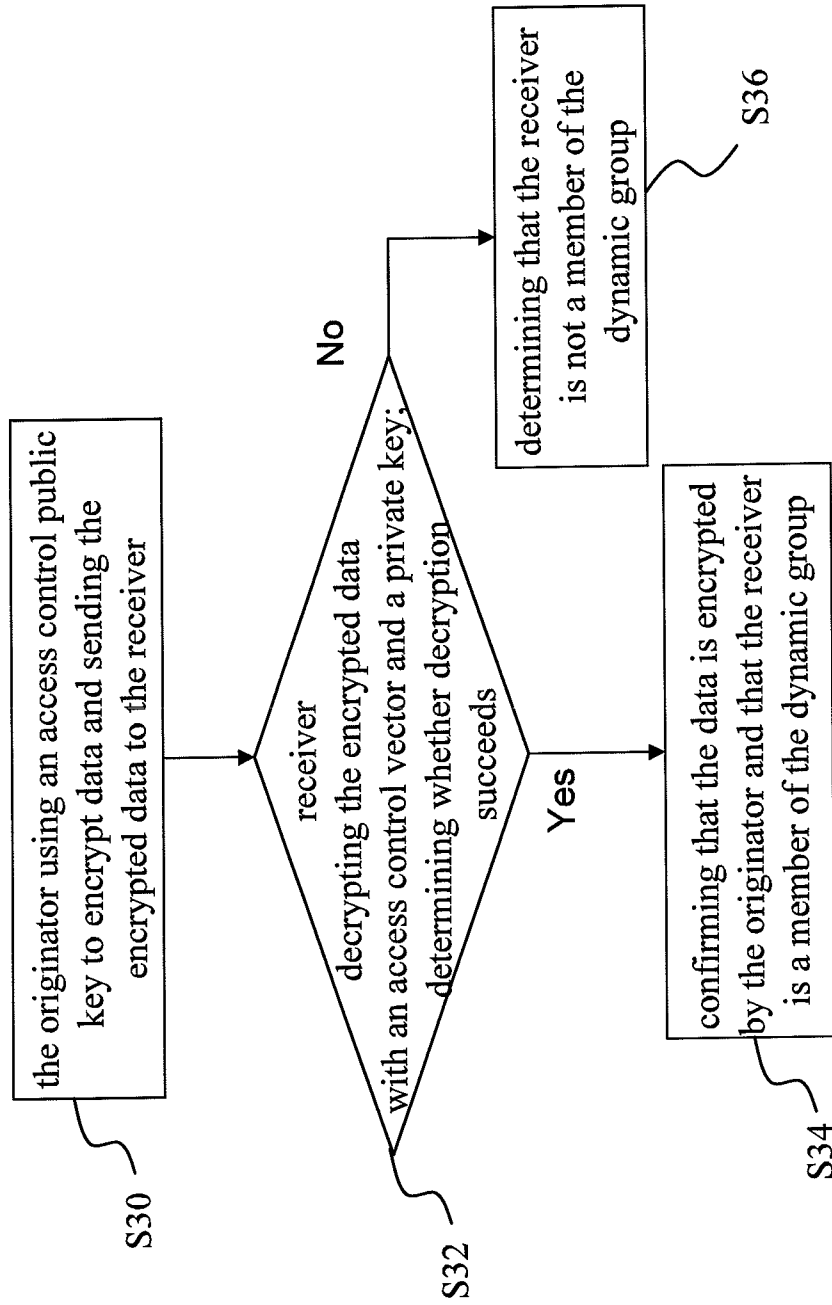 the originator using an access control public
key to encrypt data and sending the
encrypted data to the receiver
S30
receiver
decrypting the encrypted data
with an access control vector and a private key;
determining whether decryption
succeeds
S32
No
Yes
determining that the receiver
is not a member of the
dynamic group
S36
confirming that the data is encrypted
by the originator and that the receiver
is a member of the dynamic group
S34